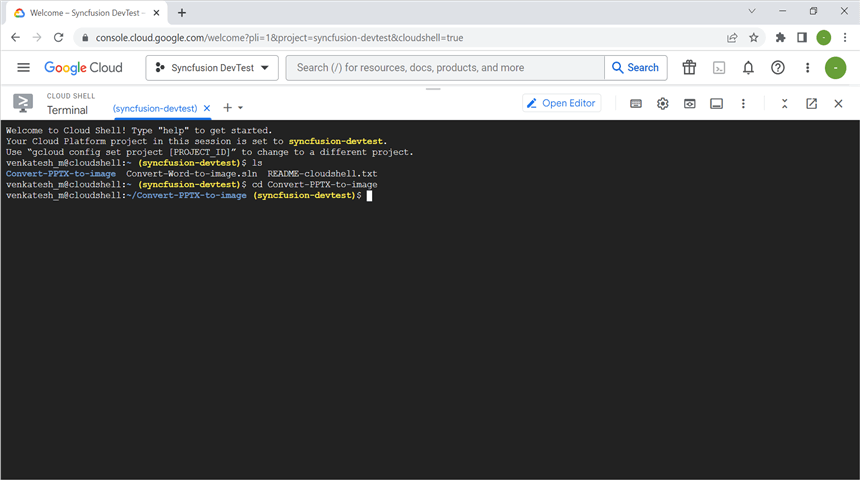 Welcome – Syncfusion DevTest –
console.cloud.google.com/welcome?pli=1&project=syncfusion-devtest&cloudshell=true
Google Cloud Syncfusion DevTest Search (/) for resources, docs, products, and more Search
CLOUD SHELL
Terminal (syncfusion-devtest) Open Editor
Welcome to Cloud Shell! Type "help" to get started.
Your Cloud Platform project in this session is set to syncfusion-devtest.
Use “gcloud config set project [PROJECT_ID]” to change to a different project.
venkatesh_m@cloudshell:~ (syncfusion-devtest)$ ls
Convert-PPTX-to-image Convert-Word-to-image.sln README-cloudshell.txt
venkatesh_m@cloudshell:~ (syncfusion-devtest)$ cd Convert-PPTX-to-image
venkatesh_m@cloudshell:~/Convert-PPTX-to-image (syncfusion-devtest)$